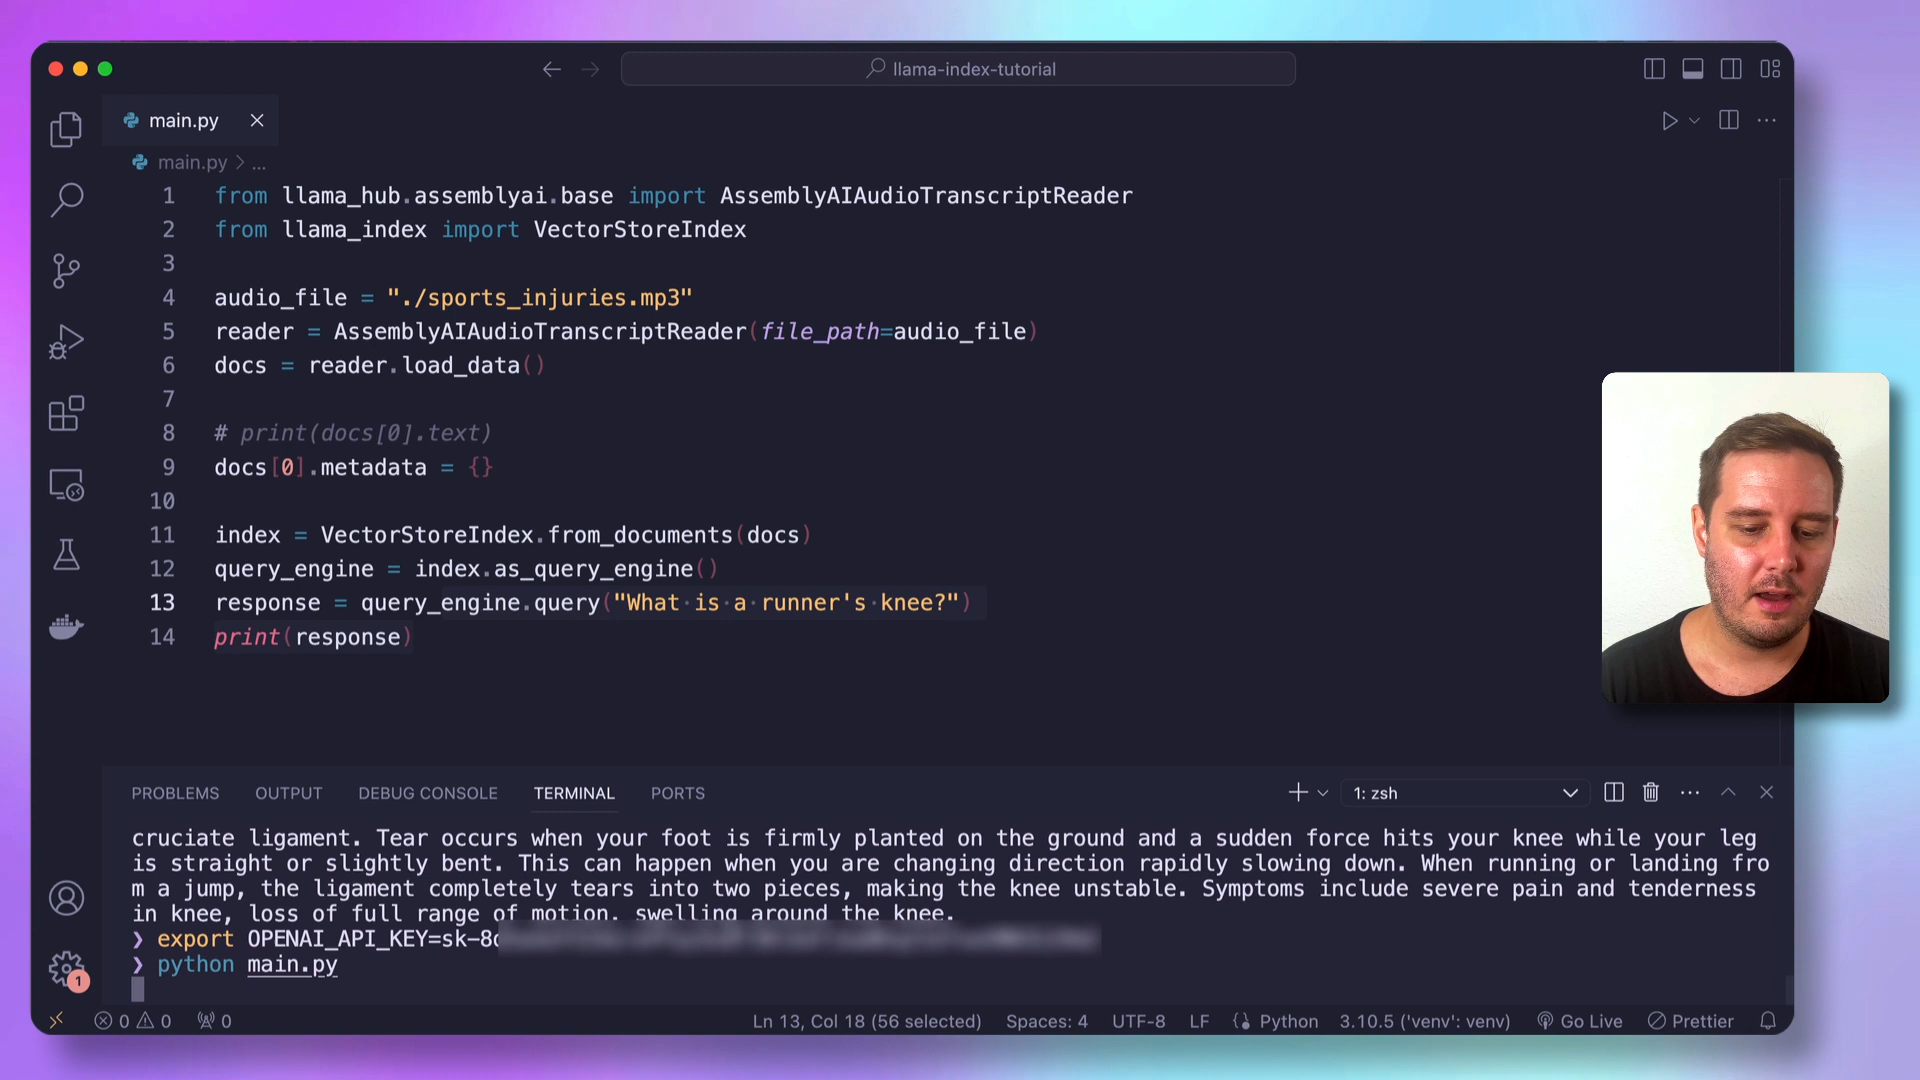 llama-index-tutorial
main.py
main.py > ...
1 from llama_hub.assemblyai.base import AssemblyAIAudioTranscriptReader
2 from llama_index import VectorStoreIndex
3
4 audio_file = "./sports_injuries.mp3"
5 reader = AssemblyAIAudioTranscriptReader(file_path=audio_file)
6 docs = reader.load_data()
7
8 # print(docs[0].text)
9 docs[0].metadata = {}
10
11 index = VectorStoreIndex.from_documents(docs)
12 query_engine = index.as_query_engine()
13 response = query_engine.query("What is a runner's knee?")
14 print(response)
PROBLEMS OUTPUT DEBUG CONSOLE TERMINAL PORTS 1: zsh
cruciate ligament. Tear occurs when your foot is firmly planted on the ground and a sudden force hits your knee while your leg
is straight or slightly bent. This can happen when you are changing direction rapidly slowing down. When running or landing fro
m a jump, the ligament completely tears into two pieces, making the knee unstable. Symptoms include severe pain and tenderness
in knee, loss of full range of motion, swelling around the knee.
❯ export OPENAI_API_KEY=sk-8
❯ python main.py
1
0 0 0 Ln 13, Col 18 (56 selected) Spaces: 4 UTF-8 LF Python 3.10.5 ('venv': venv) Go Live Prettier